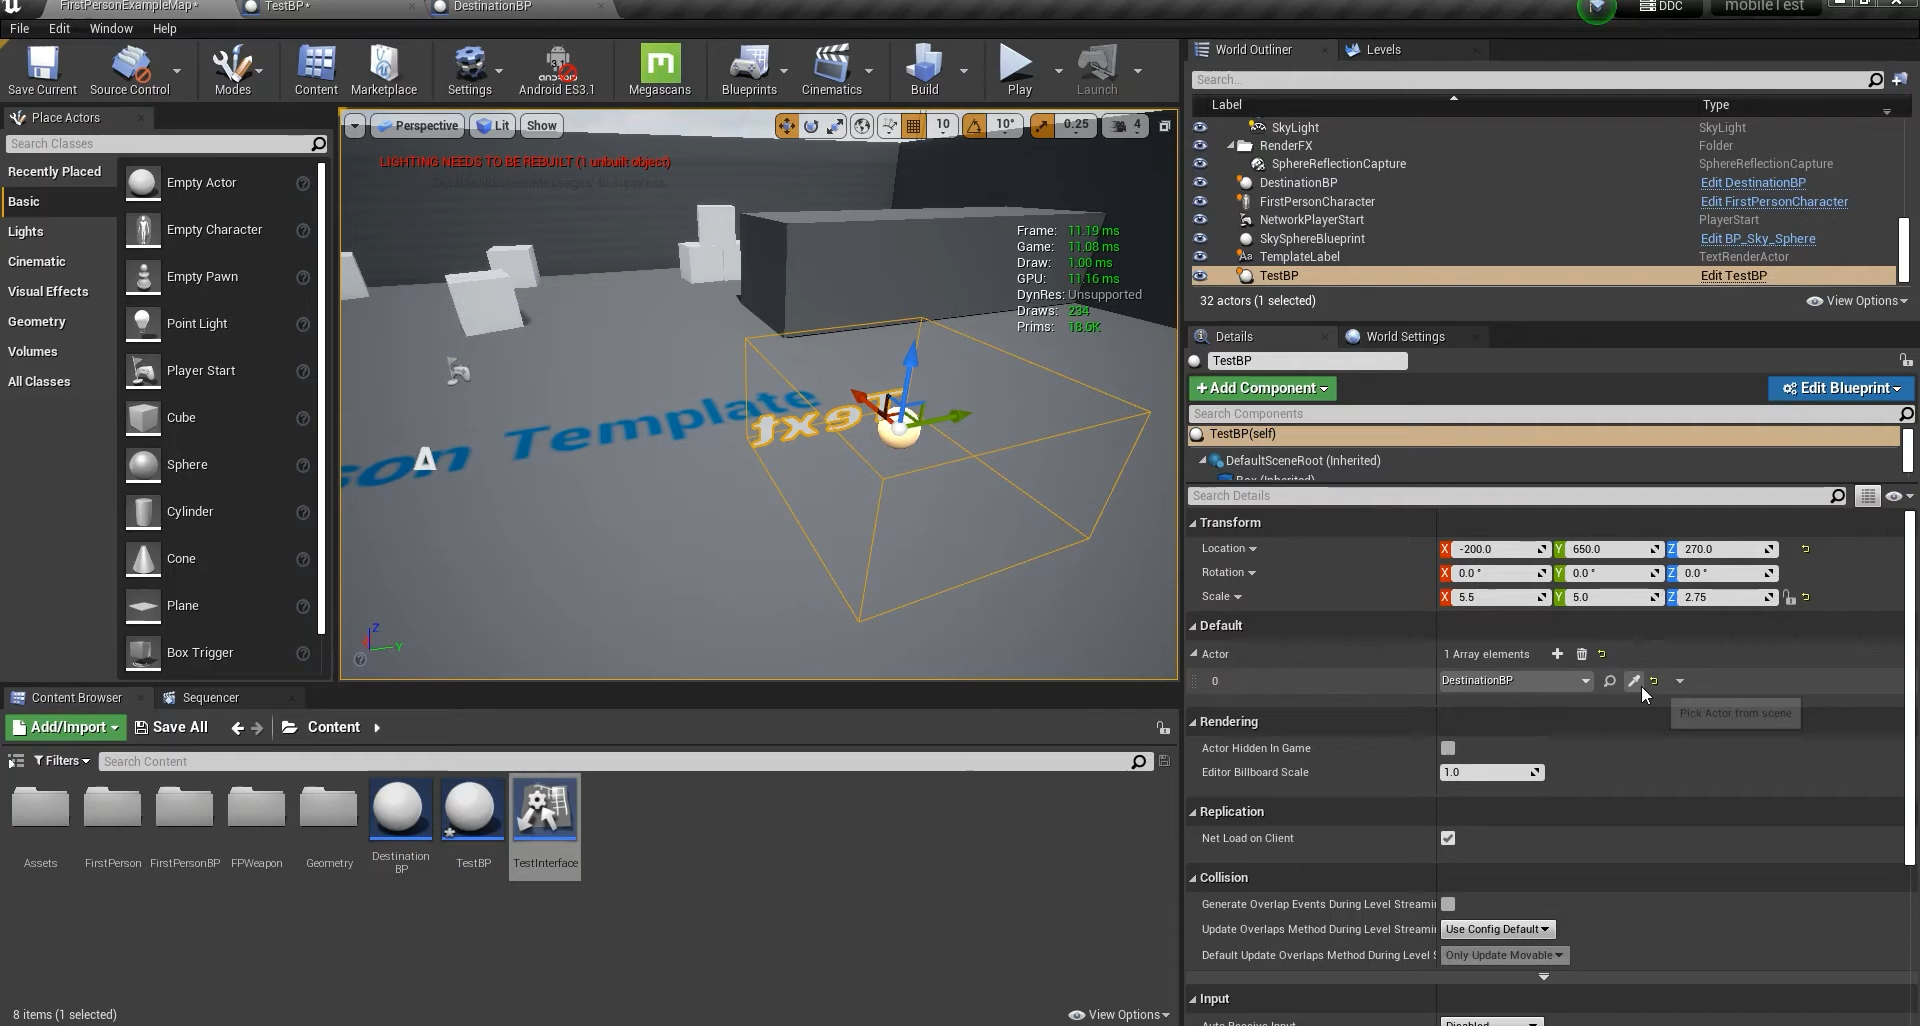 FirstPersonExampleMap*
TestBP*
DestinationBP
DDC
mobileTest
File
Edit
Window
Help
Save Current
Source Control
Modes
Content
Marketplace
Settings
3.1
ANDROID
Android ES3.1
Megascans
Blueprints
Cinematics
Build
Play
Launch
World Outliner
Levels
Search...
Label
Type
SkyLight
SkyLight
RenderFX
Folder
SphereReflectionCapture
SphereReflectionCapture
DestinationBP
Edit DestinationBP
FirstPersonCharacter
Edit FirstPersonCharacter
NetworkPlayerStart
PlayerStart
SkySphereBlueprint
Edit BP_Sky_Sphere
TemplateLabel
TextRenderActor
TestBP
Edit TestBP
32 actors (1 selected)
View Options
Place Actors
Search Classes
Recently Placed
Basic
Lights
Cinematic
Visual Effects
Geometry
Volumes
All Classes
Empty Actor
Empty Character
Empty Pawn
Point Light
Player Start
Cube
Sphere
Cylinder
Cone
Plane
Box Trigger
Perspective
Lit
Show
10
10°
0.25
4
LIGHTING NEEDS TO BE REBUILT (1 unbuilt object)
'DisableAllScreenMessages' to suppress
Frame: 11.19 ms
Game: 11.08 ms
Draw: 1.00 ms
GPU: 11.16 ms
DynRes: Unsupported
Draws: 234
Prims: 18.6K
son Template
Text
Z
Y
Details
World Settings
TestBP
Add Component
Edit Blueprint
Search Components
TestBP(self)
DefaultSceneRoot (Inherited)
Box (Inherited)
Search Details
Transform
Location
X -200.0
Y 650.0
Z 270.0
Rotation
X 0.0 °
Y 0.0 °
Z 0.0 °
Scale
X 5.5
Y 5.0
Z 2.75
Default
Actor
1 Array elements
0
DestinationBP
Pick Actor from scene
Rendering
Actor Hidden In Game
Editor Billboard Scale
1.0
Replication
Net Load on Client
Collision
Generate Overlap Events During Level Streami
Update Overlaps Method During Level Streami
Use Config Default
Default Update Overlaps Method During Level S
Only Update Movable
Input
Auto Receive Input
Disabled
Content Browser
Sequencer
Add/Import
Save All
Content
Filters
Search Content
Assets
FirstPerson
FirstPersonBP
FPWeapon
Geometry
Destination
BP
TestBP
TestInterface
8 items (1 selected)
View Options